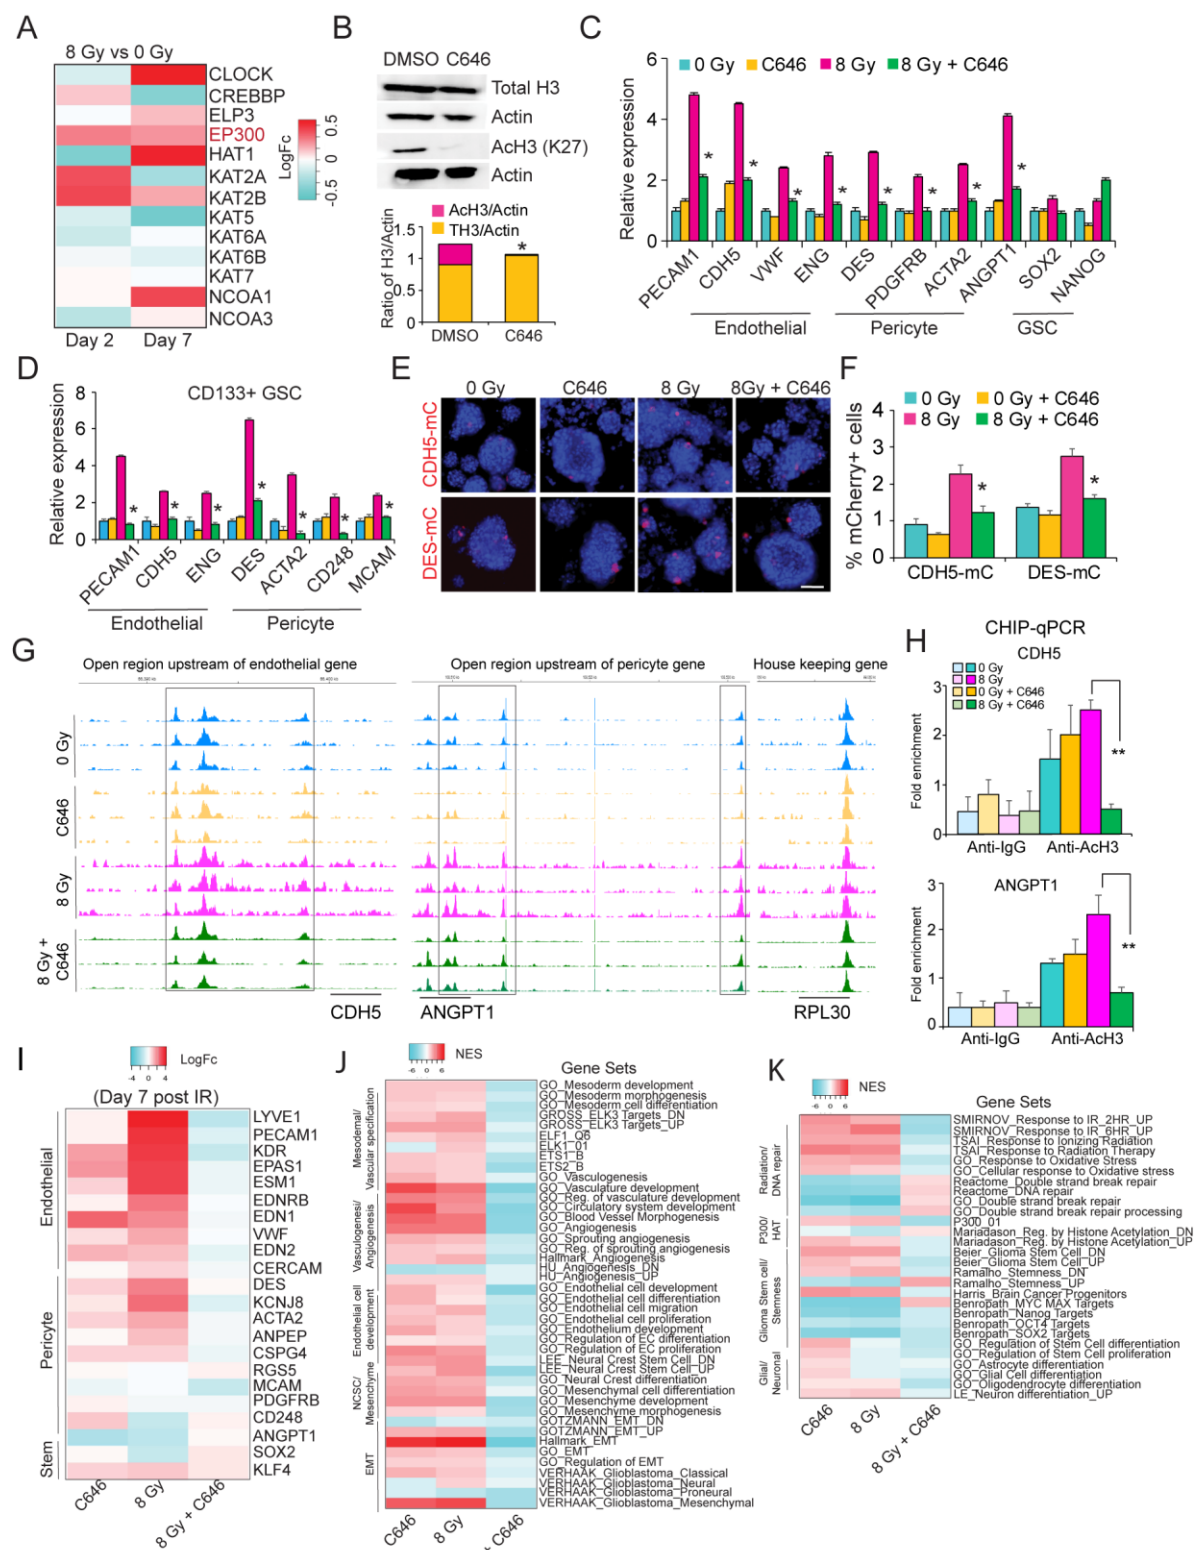 A
8 Gy vs 0 Gy
CLOCK
CREBBP
ELP3
EP300
HAT1
KAT2A
KAT2B
KAT5
KAT6A
KAT6B
KAT7
NCOA1
NCOA3
Day 2 Day 7
LogFc
0.5
0
-0.5
B
DMSO C646
Total H3
Actin
AcH3 (K27)
Actin
AcH3/Actin
TH3/Actin
Ratio of H3/Actin
1.5
1
0.5
0
*
DMSO C646
C
0 Gy C646 8 Gy 8 Gy + C646
Relative expression
6
4
2
0
* * * * * * * *
PECAM1 CDH5 VWF ENG DES PDGFRB ACTA2 ANGPT1 SOX2 NANOG
Endothelial Pericyte GSC
D
CD133+ GSC
Relative expression
8
6
4
2
0
* * * * * * *
PECAM1 CDH5 ENG DES ACTA2 CD248 MCAM
Endothelial Pericyte
E
0 Gy C646 8 Gy 8Gy + C646
CDH5-mC
DES-mC
F
0 Gy 0 Gy + C646
8 Gy 8 Gy + C646
% mCherry+ cells
4
3
2
1
0
* *
CDH5-mC DES-mC
G
Open region upstream of endothelial gene Open region upstream of pericyte gene House keeping gene
0 Gy
C646
8 Gy
8 Gy +
C646
CDH5 ANGPT1 RPL30
H
CHIP-qPCR
CDH5
0 Gy
8 Gy
0 Gy + C646
8 Gy + C646
Fold enrichment
3
2
1
0
**
Anti-IgG Anti-AcH3
ANGPT1
Fold enrichment
3
2
1
0
**
Anti-IgG Anti-AcH3
I
LogFc
-4 0 4
(Day 7 post IR)
Endothelial
Pericyte
Stem
LYVE1
PECAM1
KDR
EPAS1
ESM1
EDNRB
EDN1
VWF
EDN2
CERCAM
DES
KCNJ8
ACTA2
ANPEP
CSPG4
RGS5
MCAM
PDGFRB
CD248
ANGPT1
SOX2
KLF4
C646 8 Gy 8 Gy + C646
J
NES
-6 0 6
Gene Sets
Mesodemal/
Vascular specification
Vasculogenesi/
Angiogenesis
Endothelial cell
development
NCSC/
Mesenchyme
EMT
GO_Mesoderm development
GO_Mesoderm morphogenesis
GO_Mesoderm cell differentiation
GROSS_ELK3 Targets_DN
GROSS_ELK3 Targets_UP
ELF1_Q6
ELK1_01
ETS1_B
ETS2_B
GO_Vasculogenesis
GO_Vasculature development
GO_Reg. of vasculature development
GO_Circulatory system development
GO_Blood Vessel Morphogenesis
GO_Angiogenesis
GO_Sprouting angiogenesis
GO_Reg. of sprouting angiogenesis
Hallmark_Angiogenesis
HU_Angiogenesis_DN
HU_Angiogenesis_UP
GO_Endothelial cell development
GO_Endothelial cell differentiation
GO_Endothelial cell migration
GO_Endothelial cell proliferation
GO_Endothelium development
GO_Regulation of EC differentiation
GO_Regulation of EC proliferation
LEE_Neural Crest Stem Cell_DN
LEE_Neural Crest Stem Cell_UP
GO_Neural Crest differentiation
GO_Mesenchymal cell differentiation
GO_Mesenchyme development
GO_Mesenchyme morphogenesis
GOTZMANN_EMT_DN
GOTZMANN_EMT_UP
Hallmark_EMT
GO_EMT
GO_Regulation of EMT
VERHAAK_Glioblastoma_Classical
VERHAAK_Glioblastoma_Neural
VERHAAK_Glioblastoma_Proneural
VERHAAK_Glioblastoma_Mesenchymal
C646 8 Gy + C646
K
NES
-6 0 6
Gene Sets
Radiation/
DNA repair
P300/
HAT
Glioma Stem cell/
Stemness
Glial/
Neuronal
SMIRNOV_Response to IR_2HR_UP
SMIRNOV_Response to IR_6HR_UP
TSAI_Response to Ionizing Radiation
TSAI_Response to Radiation Therapy
GO_Response to Oxidative Stress
GO_Cellular response to Oxidative stress
Reactome_Double strand break repair
Reactome_DNA repair
GO_Double strand break repair
GO_Double strand break repair processing
P300_01
Mariadason_Reg. by Histone Acetylation_DN
Mariadason_Reg. by Histone Acetylation_UP
Beier_Glioma Stem Cell_DN
Beier_Glioma Stem Cell_UP
Ramalho_Stemness_DN
Ramalho_Stemness_UP
Harris_Brain Cancer Progenitors
Benropath_MYC MAX Targets
Benropath_Nanog Targets
Benropath_OCT4 Targets
Benropath_SOX2 Targets
GO_Regulation of Stem Cell differentiation
GO_Regulation of Stem Cell proliferation
GO_Astrocyte differentiation
GO_Glial Cell differentiation
GO_Oligodendrocyte differentiation
LE_Neuron differentiation_UP
C646 8 Gy 8 Gy + C646